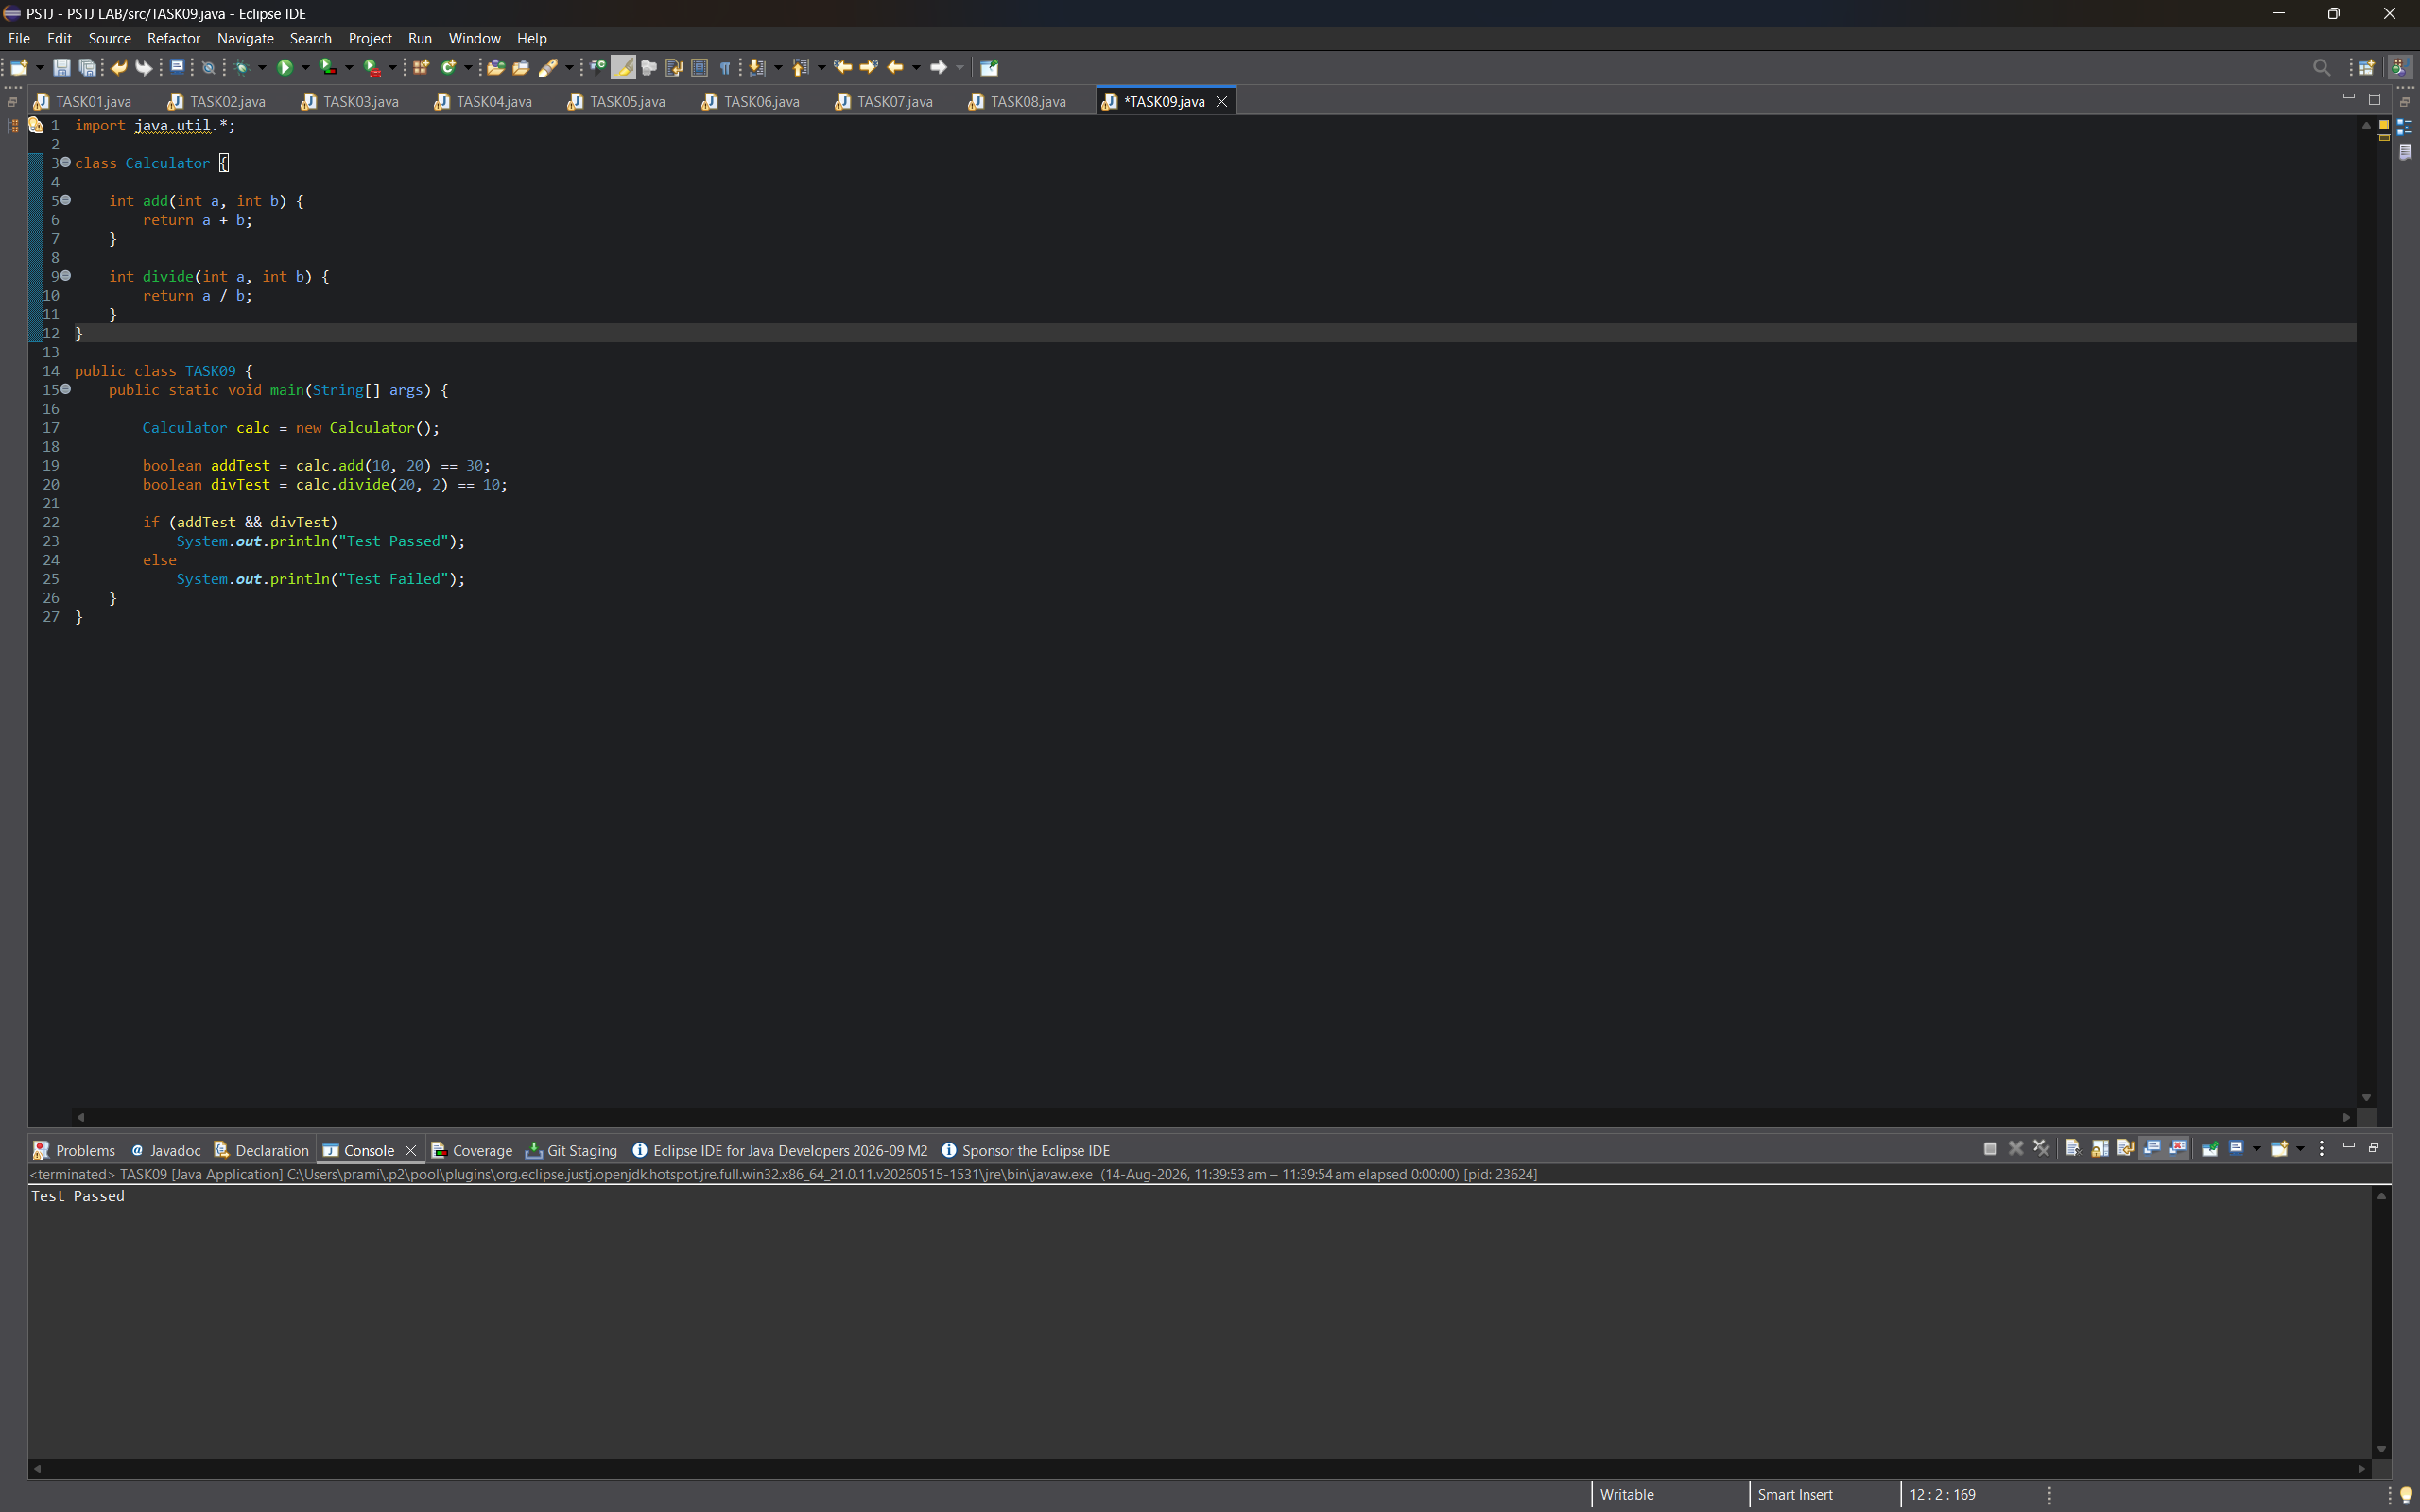 PSTJ - PSTJ LAB/src/TASK09.java - Eclipse IDE
File Edit Source Refactor Navigate Search Project Run Window Help
TASK01.java TASK02.java TASK03.java TASK04.java TASK05.java TASK06.java TASK07.java TASK08.java *TASK09.java
1 import java.util.*;
2
3 class Calculator {
4
5     int add(int a, int b) {
6         return a + b;
7     }
8
9     int divide(int a, int b) {
10         return a / b;
11     }
12 }
13
14 public class TASK09 {
15     public static void main(String[] args) {
16
17         Calculator calc = new Calculator();
18
19         boolean addTest = calc.add(10, 20) == 30;
20         boolean divTest = calc.divide(20, 2) == 10;
21
22         if (addTest && divTest)
23             System.out.println("Test Passed");
24         else
25             System.out.println("Test Failed");
26     }
27 }
Problems Javadoc Declaration Console Coverage Git Staging Eclipse IDE for Java Developers 2026-09 M2 Sponsor the Eclipse IDE
<terminated> TASK09 [Java Application] C:\Users\prami\.p2\pool\plugins\org.eclipse.justj.openjdk.hotspot.jre.full.win32.x86_64_21.0.11.v20260515-1531\jre\bin\javaw.exe (14-Aug-2026, 11:39:53 am – 11:39:54 am elapsed 0:00:00) [pid: 23624]
Test Passed
Writable Smart Insert 12 : 2 : 169